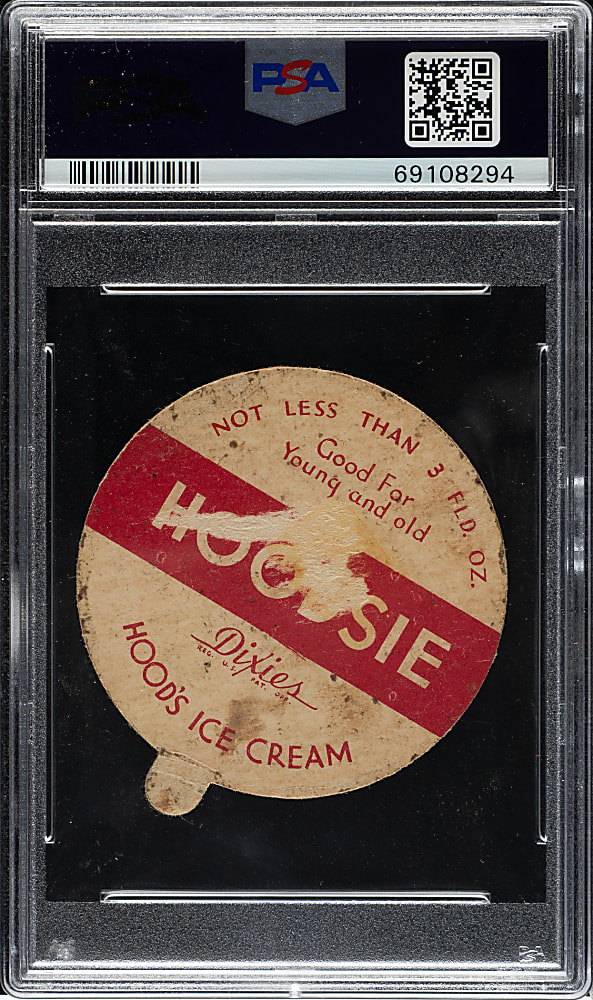 PSA
69108294
NOT LESS THAN 3 FLD. OZ.
Good For
Young and old
HOODSIE
Dixies
REG. U.S. PAT. OFF.
HOOD'S ICE CREAM